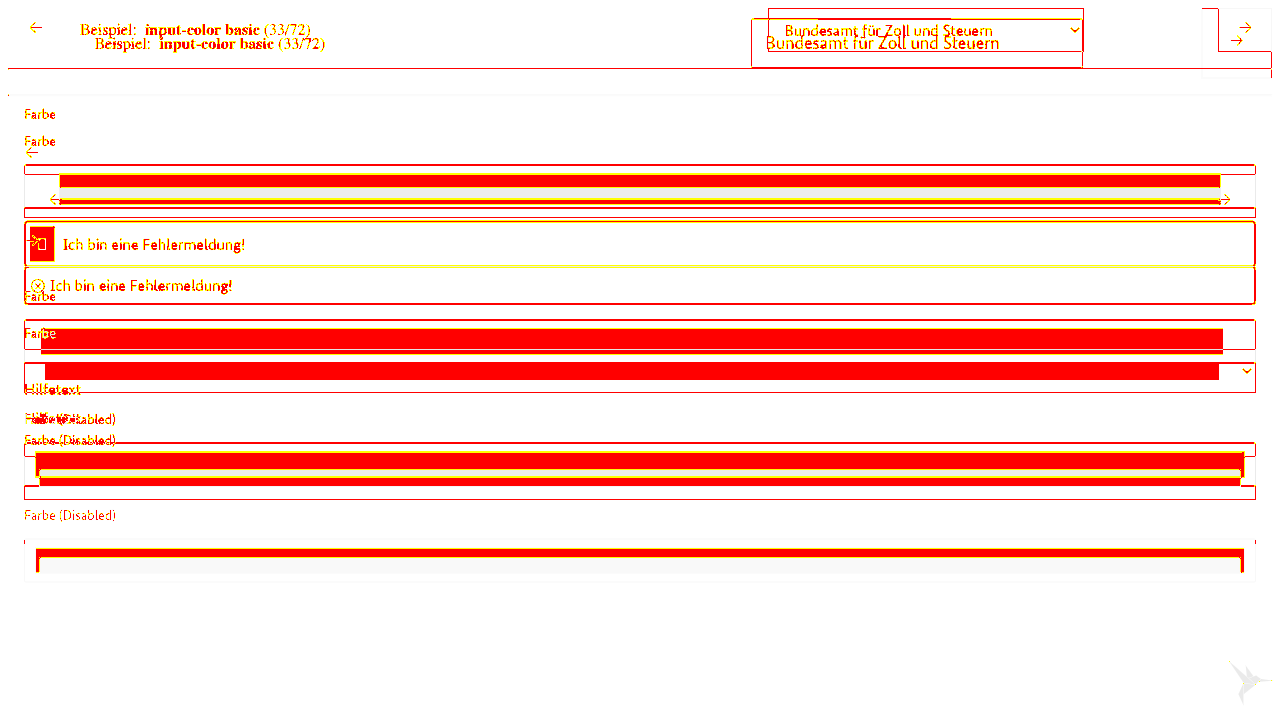 Beispiel: input-color basic (33/72)
Bundesamt für Zoll und Steuern
Beispiel: input-color basic (33/72)
Bundesamt für Zoll und Steuern
Farbe
Farbe
Ich bin eine Fehlermeldung!
Ich bin eine Fehlermeldung!
Farbe
Farbe
Hilfetext
Farbe (Disabled)
Farbe (Disabled)
Farbe (Disabled)